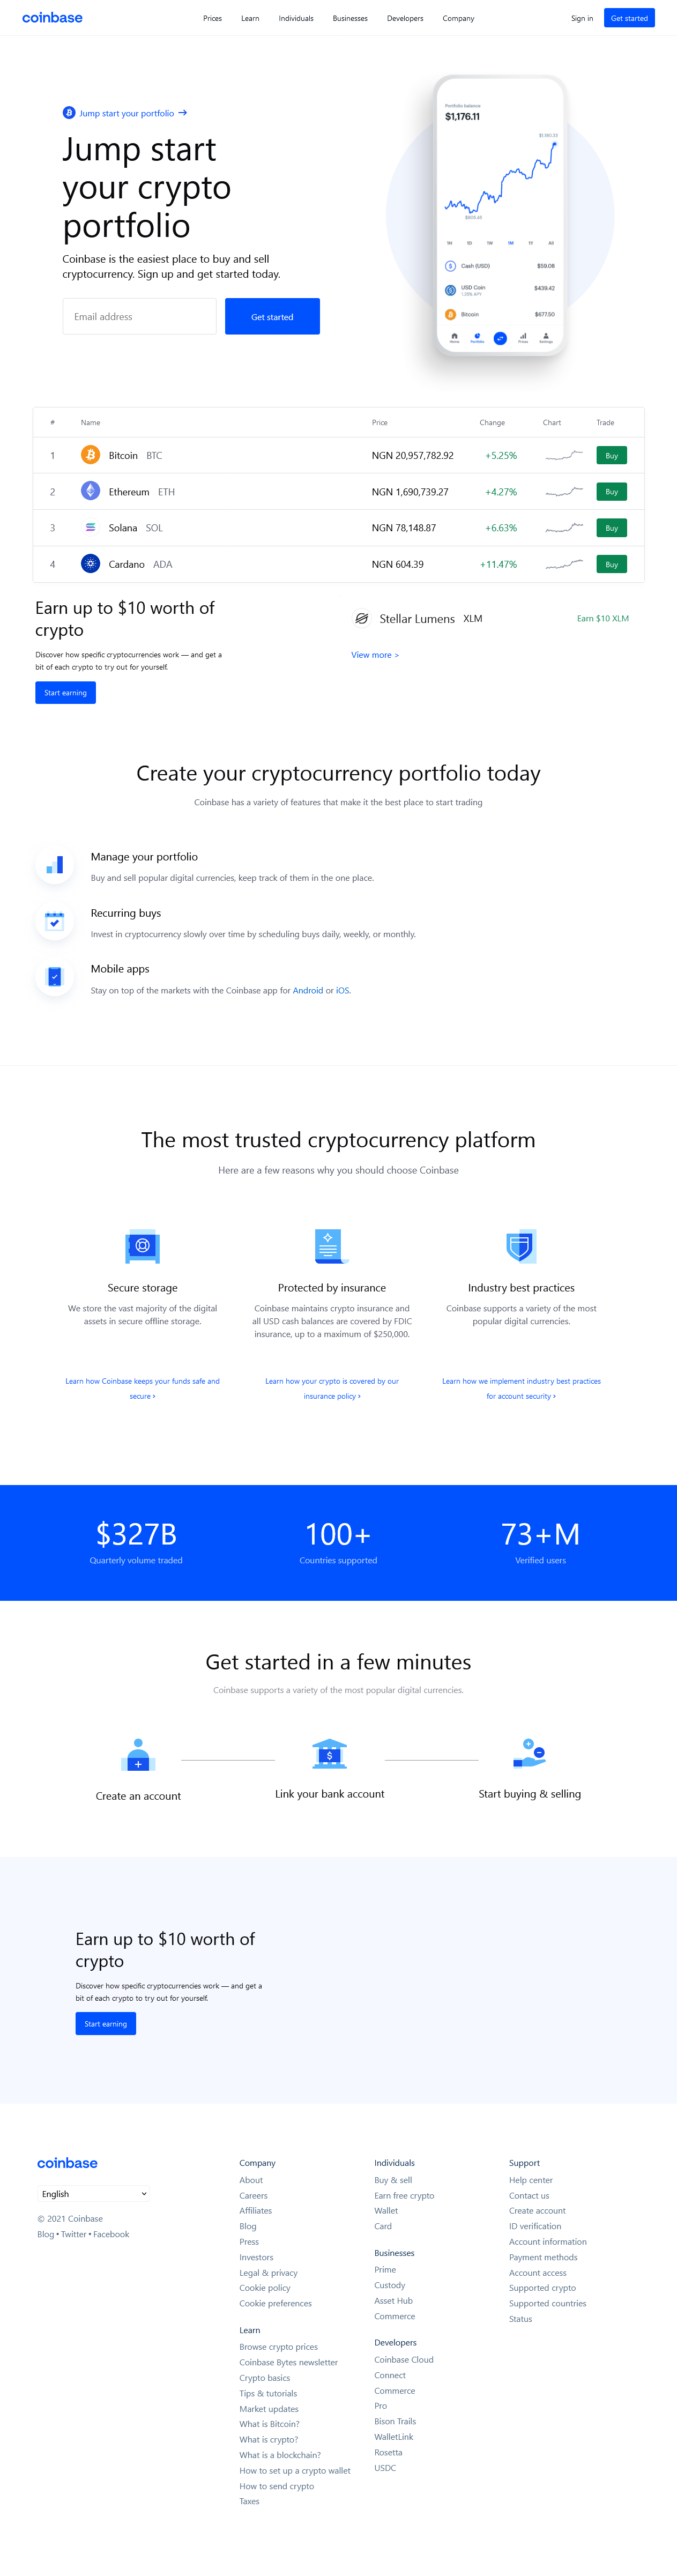 coinbase
Prices
Learn
Individuals
Businesses
Developers
Company
Sign in
Get started
Jump start your portfolio →
Jump start
your crypto
portfolio
Coinbase is the easiest place to buy and sell
cryptocurrency. Sign up and get started today.
Email address
Get started
Portfolio balance
$1,176.11
$805.45
1H 1D 1W 1M 1Y All
Cash (USD) $59.08
USD Coin $439.42
Bitcoin $677.50
Home Portfolio Prices Settings
# Name Price Change Chart Trade
1 Bitcoin BTC NGN 20,957,782.92 +5.25% Buy
2 Ethereum ETH NGN 1,690,739.27 +4.27% Buy
3 Solana SOL NGN 78,148.87 +6.63% Buy
4 Cardano ADA NGN 604.39 +11.47% Buy
Earn up to $10 worth of
crypto
Discover how specific cryptocurrencies work — and get a
bit of each crypto to try out for yourself.
Start earning
Stellar Lumens XLM Earn $10 XLM
View more >
Create your cryptocurrency portfolio today
Coinbase has a variety of features that make it the best place to start trading
Manage your portfolio
Buy and sell popular digital currencies, keep track of them in the one place.
Recurring buys
Invest in cryptocurrency slowly over time by scheduling buys daily, weekly, or monthly.
Mobile apps
Stay on top of the markets with the Coinbase app for Android or iOS.
The most trusted cryptocurrency platform
Here are a few reasons why you should choose Coinbase
Secure storage
We store the vast majority of the digital
assets in secure offline storage.
Learn how Coinbase keeps your funds safe and
secure ›
Protected by insurance
Coinbase maintains crypto insurance and
all USD cash balances are covered by FDIC
insurance, up to a maximum of $250,000.
Learn how your crypto is covered by our
insurance policy ›
Industry best practices
Coinbase supports a variety of the most
popular digital currencies.
Learn how we implement industry best practices
for account security ›
$327B
Quarterly volume traded
100+
Countries supported
73+M
Verified users
Get started in a few minutes
Coinbase supports a variety of the most popular digital currencies.
Create an account
Link your bank account
Start buying & selling
Earn up to $10 worth of
crypto
Discover how specific cryptocurrencies work — and get a
bit of each crypto to try out for yourself.
Start earning
coinbase
English
© 2021 Coinbase
Blog • Twitter • Facebook
Company
About
Careers
Affiliates
Blog
Press
Investors
Legal & privacy
Cookie policy
Cookie preferences
Learn
Browse crypto prices
Coinbase Bytes newsletter
Crypto basics
Tips & tutorials
Market updates
What is Bitcoin?
What is crypto?
What is a blockchain?
How to set up a crypto wallet
How to send crypto
Taxes
Individuals
Buy & sell
Earn free crypto
Wallet
Card
Businesses
Prime
Custody
Asset Hub
Commerce
Developers
Coinbase Cloud
Connect
Commerce
Pro
Bison Trails
WalletLink
Rosetta
USDC
Support
Help center
Contact us
Create account
ID verification
Account information
Payment methods
Account access
Supported crypto
Supported countries
Status